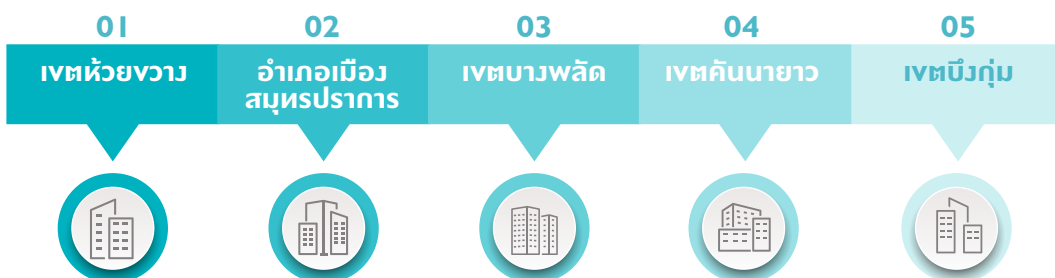 01
เขตห้วยขวาง
02
อำเภอเมือง
สมุทรปราการ
03
เขตบางพลัด
04
เขตคันนายาว
05
เขตบึงกุ่ม